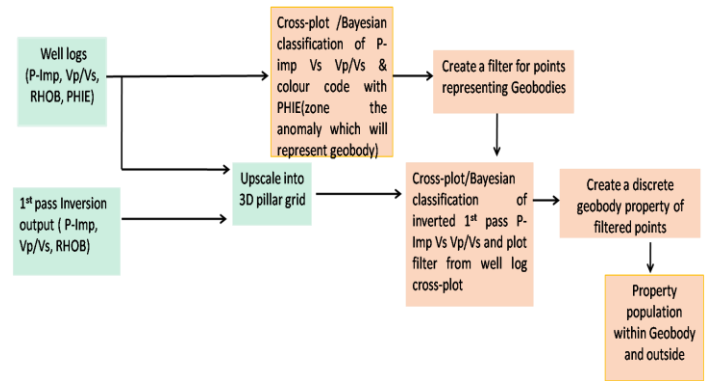 Well logs
(P-Imp, Vp/Vs,
RHOB, PHIE)
Cross-plot /Bayesian
classification of P-
imp Vs Vp/Vs &
colour code with
PHIE(zone the
anomaly which will
represent geobody)
Create a filter for points
representing Geobodies
1st pass Inversion
output ( P-Imp,
Vp/Vs, RHOB)
Upscale into
3D pillar grid
Cross-plot/Bayesian
classification of
inverted 1st pass P-
Imp Vs Vp/Vs and plot
filter from well log
cross-plot
Create a discrete
geobody property of
filtered points
Property
population
within Geobody
and outside